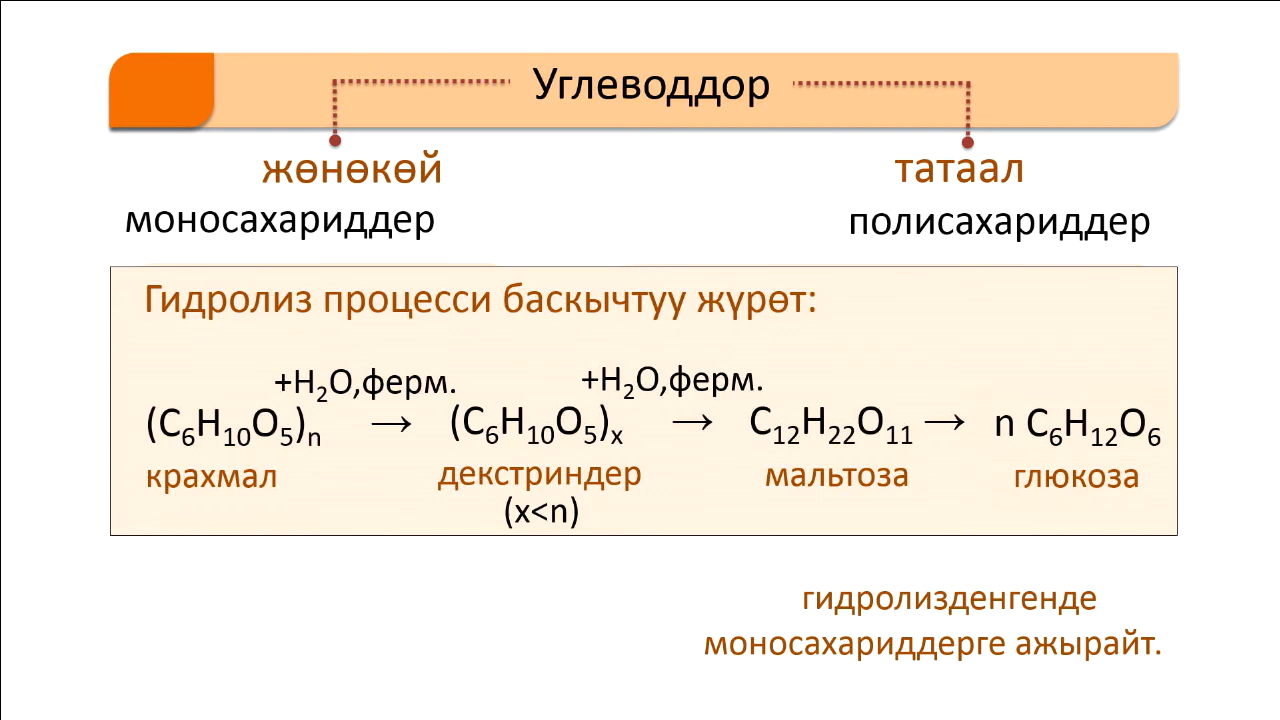 Углеводдор
жөнөкөй
татаал
моносахариддер
полисахариддер
Гидролиз процесси баскычтуу жүрөт:
+H₂O,ферм. +H₂O,ферм.
(C₆H₁₀O₅)ₙ → (C₆H₁₀O₅)ₓ → C₁₂H₂₂O₁₁ → n C₆H₁₂O₆
крахмал декстриндер мальтоза глюкоза
(x<n)
гидролизденгенде
моносахариддерге ажырайт.